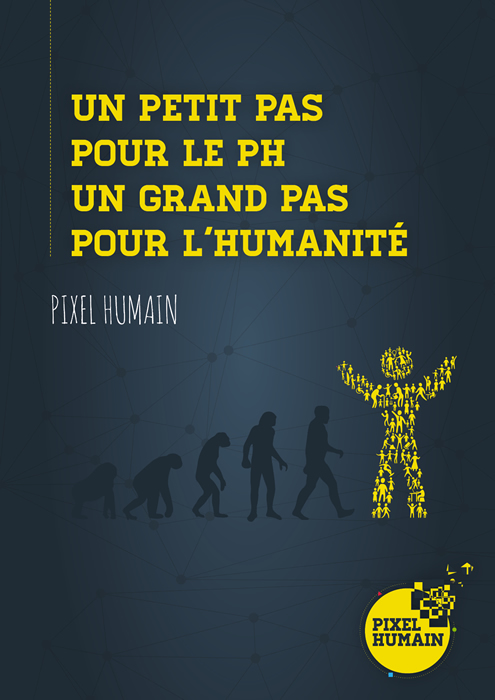 UN PETIT PAS
POUR LE PH
UN GRAND PAS
POUR L'HUMANITÉ
PIXEL HUMAIN
PIXEL
HUMAIN